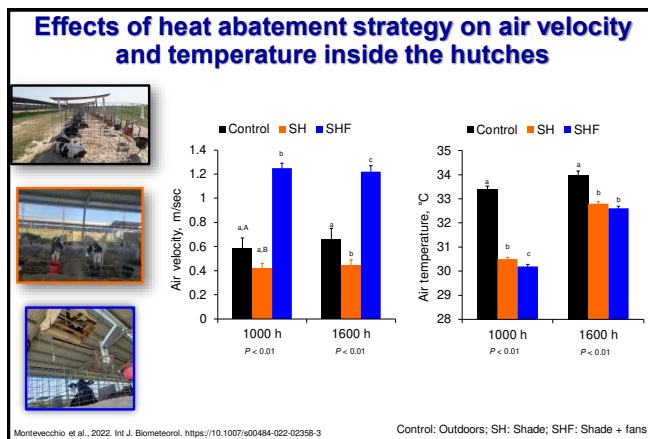 Effects of heat abatement strategy on air velocity
and temperature inside the hutches
Control SH SHF
Air velocity, m/sec
1.4
1.2
1
0.8
0.6
0.4
0.2
0
a,A
a,B
b
a
b
c
1000 h
1600 h
P < 0.01
P < 0.01
Control SH SHF
Air temperature, °C
35
34
33
32
31
30
29
28
a
b
c
a
b
b
1000 h
1600 h
P < 0.01
P < 0.01
Montevecchio et al., 2022. Int J. Biometeorol. https://10.1007/s00484-022-02358-3
Control: Outdoors; SH: Shade; SHF: Shade + fans